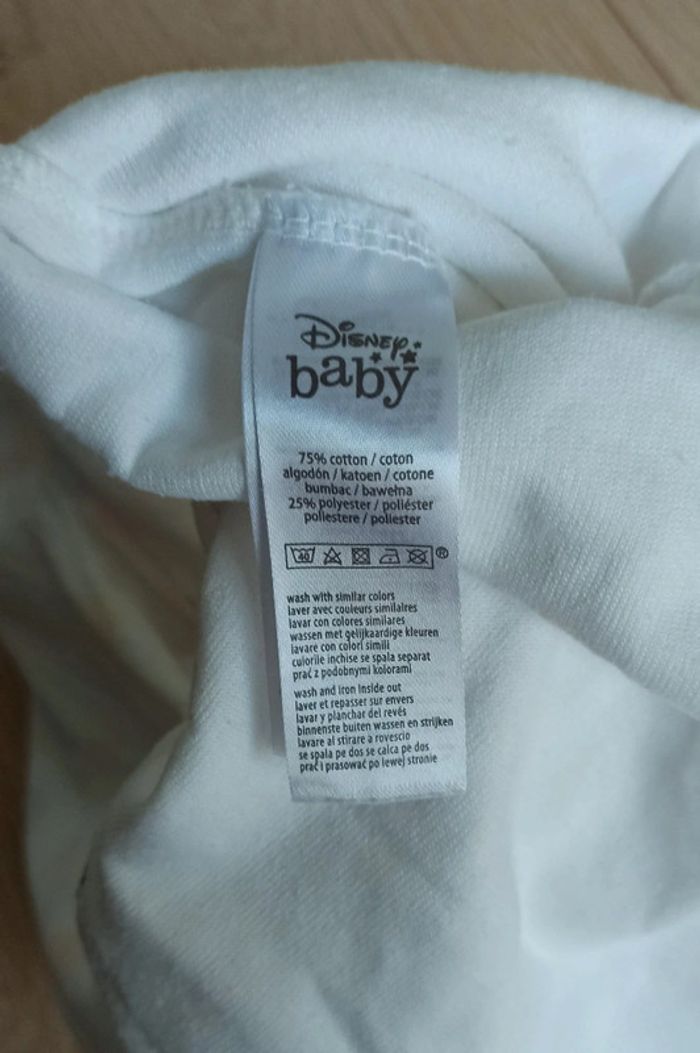 Disney
baby
75% cotton / coton
algodón / katoen / cotone
bumbac / bawełna
25% polyester / poliéster
poliestere / poliester
40
®
wash with similar colors
laver avec couleurs similaires
lavar con colores similares
wassen met gelijkaardige kleuren
lavare con colori simili
culorile inchise se spala separat
prać z podobnymi kolorami
wash and iron inside out
laver et repasser sur envers
lavar y planchar del revés
binnenste buiten wassen en strijken
lavare al stirare a rovescio
se spala pe dos se calca pe dos
prać i prasować po lewej stronie